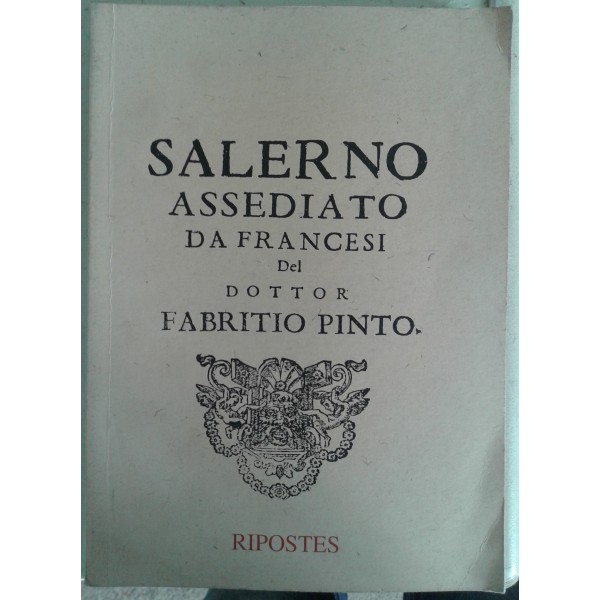 SALERNO
ASSEDIATO
DA FRANCESI
Del
DOTTOR
FABRITIO PINTO.
RIPOSTES